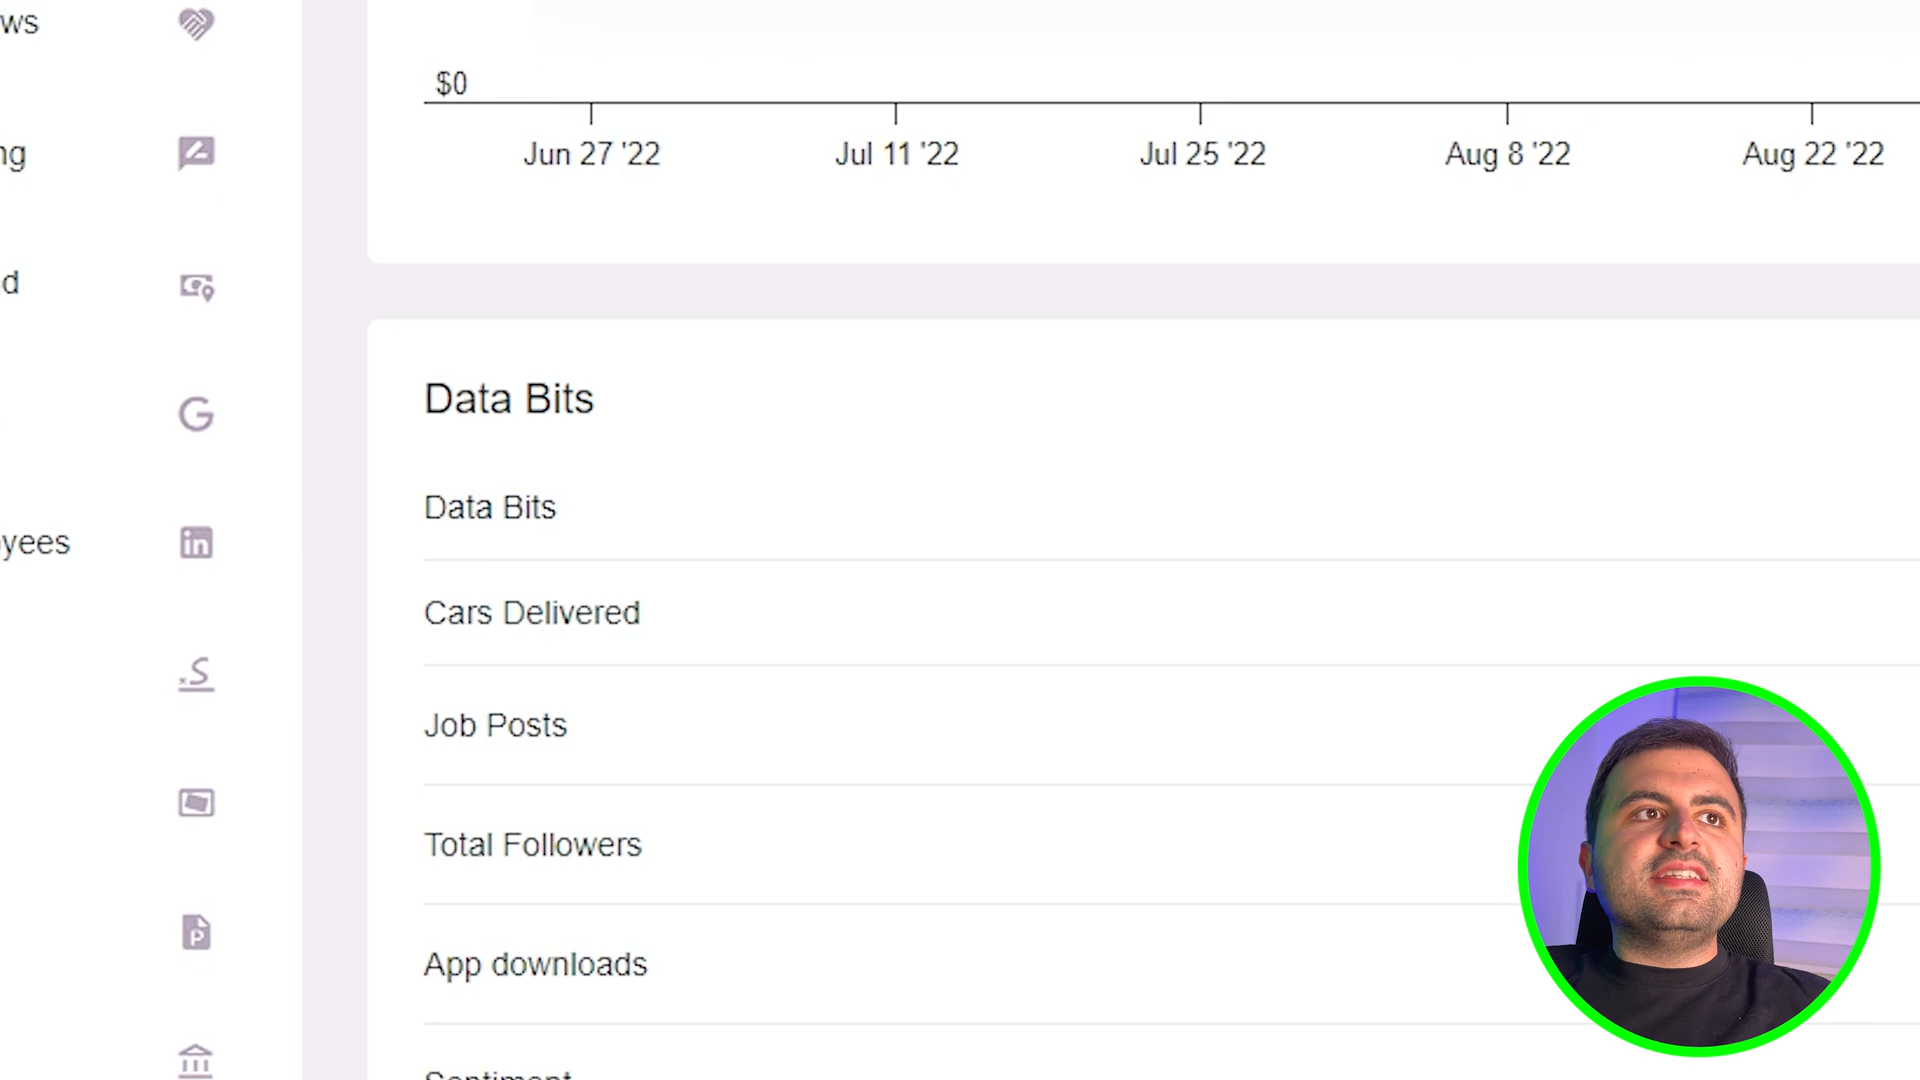 ws
$0
Jun 27 '22 Jul 11 '22 Jul 25 '22 Aug 8 '22 Aug 22 '22
ng
d
Data Bits
Data Bits
yees
Cars Delivered
Job Posts
Total Followers
App downloads
Sentiment